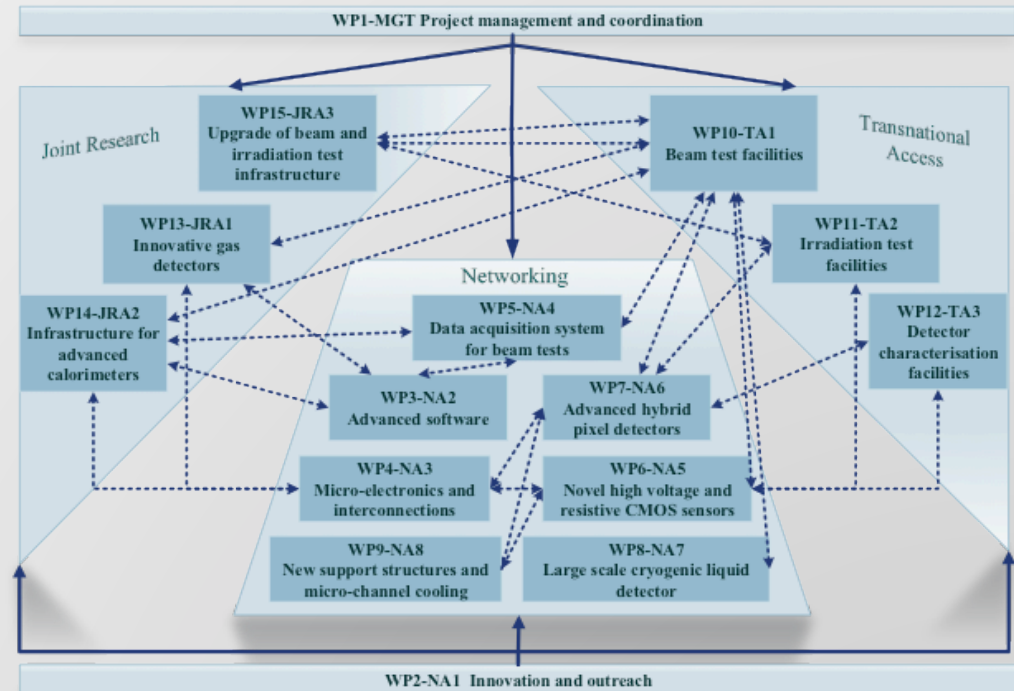 WP1-MGT Project management and coordination
Joint Research
WP15-JRA3
Upgrade of beam and
irradiation test
infrastructure
WP10-TA1
Beam test facilities
Transnational
Access
WP13-JRA1
Innovative gas
detectors
WP11-TA2
Irradiation test
facilities
Networking
WP14-JRA2
Infrastructure for
advanced
calorimeters
WP5-NA4
Data acquisition system
for beam tests
WP12-TA3
Detector
characterisation
facilities
WP3-NA2
Advanced software
WP7-NA6
Advanced hybrid
pixel detectors
WP4-NA3
Micro-electronics and
interconnections
WP6-NA5
Novel high voltage and
resistive CMOS sensors
WP9-NA8
New support structures and
micro-channel cooling
WP8-NA7
Large scale cryogenic liquid
detector
WP2-NA1 Innovation and outreach